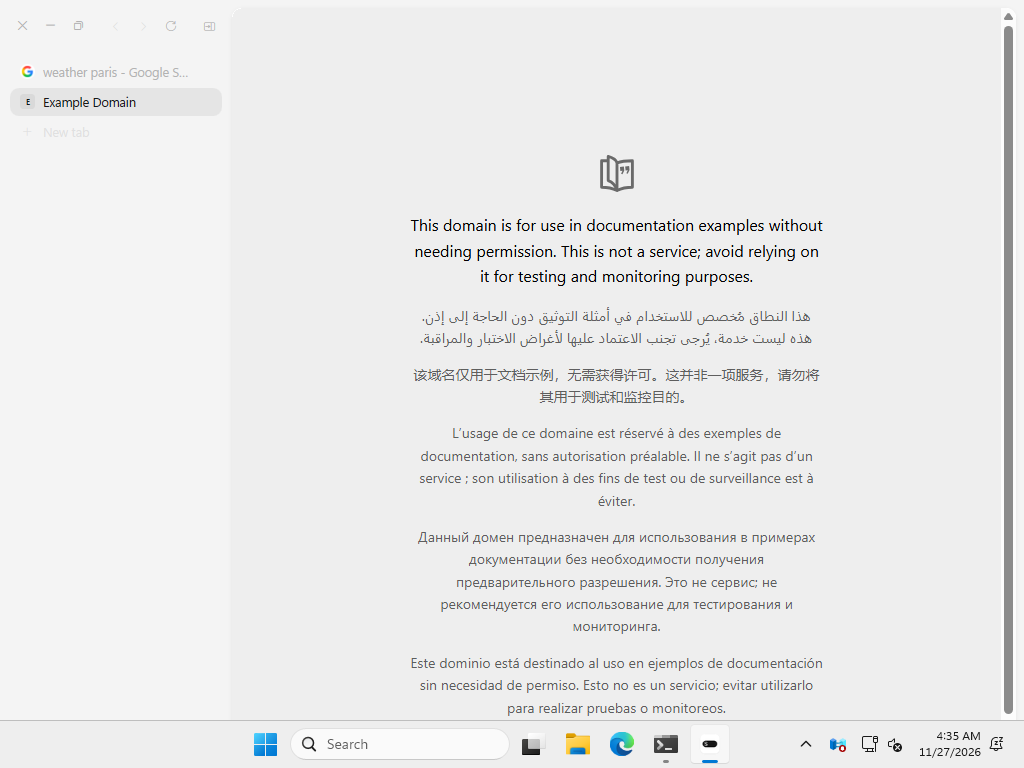 weather paris - Google S...
E Example Domain
+ New tab
This domain is for use in documentation examples without
needing permission. This is not a service; avoid relying on
it for testing and monitoring purposes.
هذا النطاق مُخصص للاستخدام في أمثلة التوثيق دون الحاجة إلى إذن.
هذه ليست خدمة، يُرجى تجنب الاعتماد عليها لأغراض الاختبار والمراقبة.
该域名仅用于文档示例，无需获得许可。这并非一项服务，请勿将
其用于测试和监控目的。
L’usage de ce domaine est réservé à des exemples de
documentation, sans autorisation préalable. Il ne s’agit pas d’un
service ; son utilisation à des fins de test ou de surveillance est à
éviter.
Данный домен предназначен для использования в примерах
документации без необходимости получения
предварительного разрешения. Это не сервис; не
рекомендуется его использование для тестирования и
мониторинга.
Este dominio está destinado al uso en ejemplos de documentación
sin necesidad de permiso. Esto no es un servicio; evitar utilizarlo
para realizar pruebas o monitoreos.
Search
4:35 AM
11/27/2026